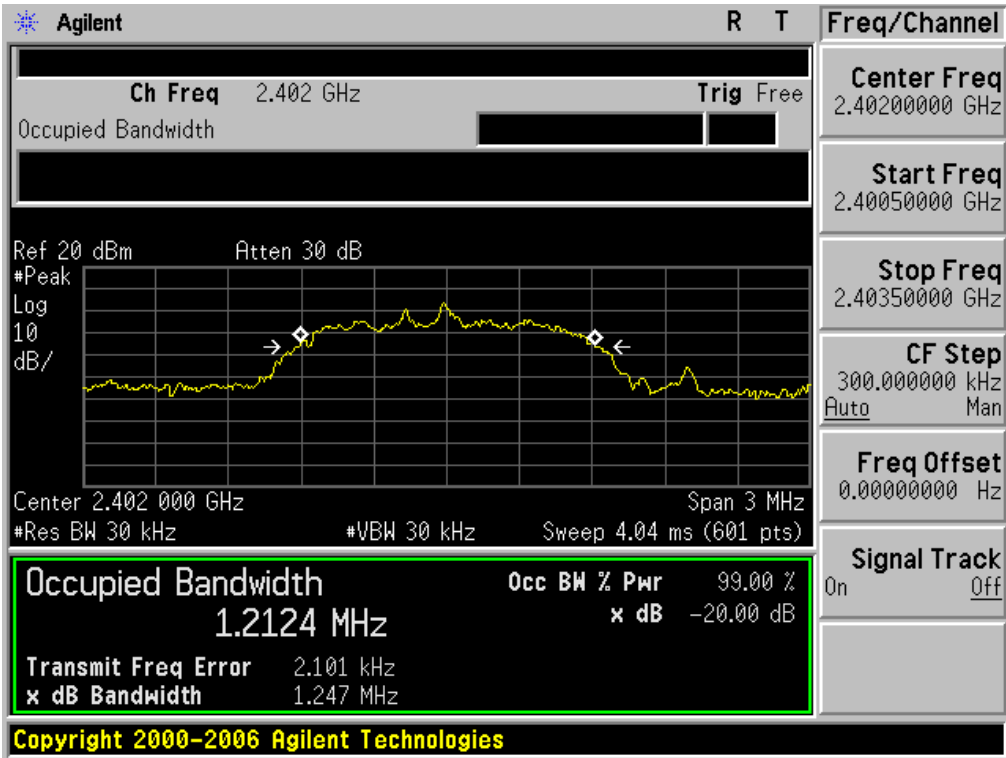 Agilent R T
Ch Freq 2.402 GHz Trig Free
Occupied Bandwidth
Ref 20 dBm Atten 30 dB
#Peak
Log
10
dB/
Center 2.402 000 GHz Span 3 MHz
#Res BW 30 kHz #VBW 30 kHz Sweep 4.04 ms (601 pts)
Occupied Bandwidth
1.2124 MHz
Occ BW % Pwr 99.00 %
x dB -20.00 dB
Transmit Freq Error 2.101 kHz
x dB Bandwidth 1.247 MHz
Copyright 2000-2006 Agilent Technologies
Freq/Channel
Center Freq
2.40200000 GHz
Start Freq
2.40050000 GHz
Stop Freq
2.40350000 GHz
CF Step
300.000000 kHz
Auto Man
Freq Offset
0.00000000 Hz
Signal Track
On Off